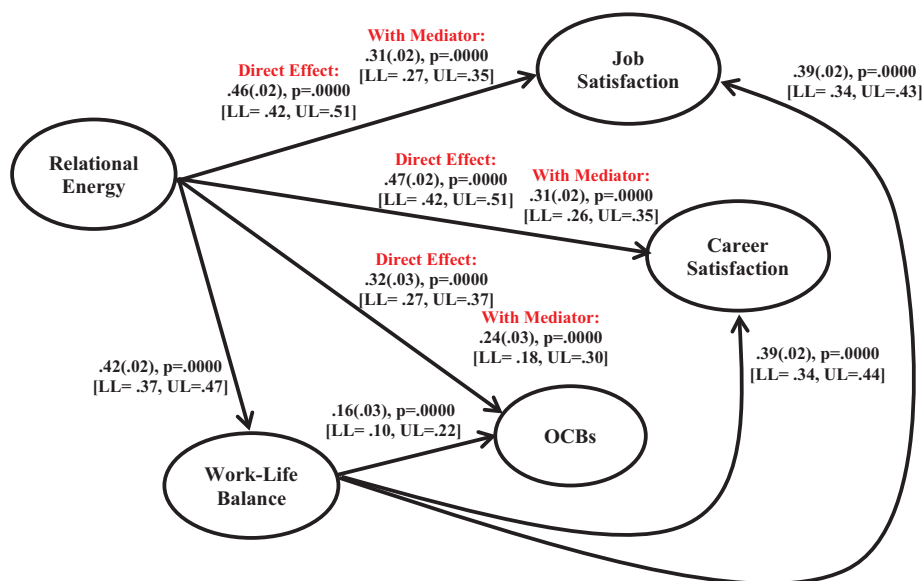 With Mediator:
.31(.02), p=.0000
[LL= .27, UL=.35]
Direct Effect:
.46(.02), p=.0000
[LL= .42, UL=.51]
Job
Satisfaction
.39(.02), p=.0000
[LL= .34, UL=.43]
Relational
Energy
Direct Effect:
.47(.02), p=.0000
[LL= .42, UL=.51]
With Mediator:
.31(.02), p=.0000
[LL= .26, UL=.35]
Career
Satisfaction
Direct Effect:
.32(.03), p=.0000
[LL= .27, UL=.37]
With Mediator:
.24(.03), p=.0000
[LL= .18, UL=.30]
.42(.02), p=.0000
[LL= .37, UL=.47]
.39(.02), p=.0000
[LL= .34, UL=.44]
.16(.03), p=.0000
[LL= .10, UL=.22]
OCBs
Work-Life
Balance